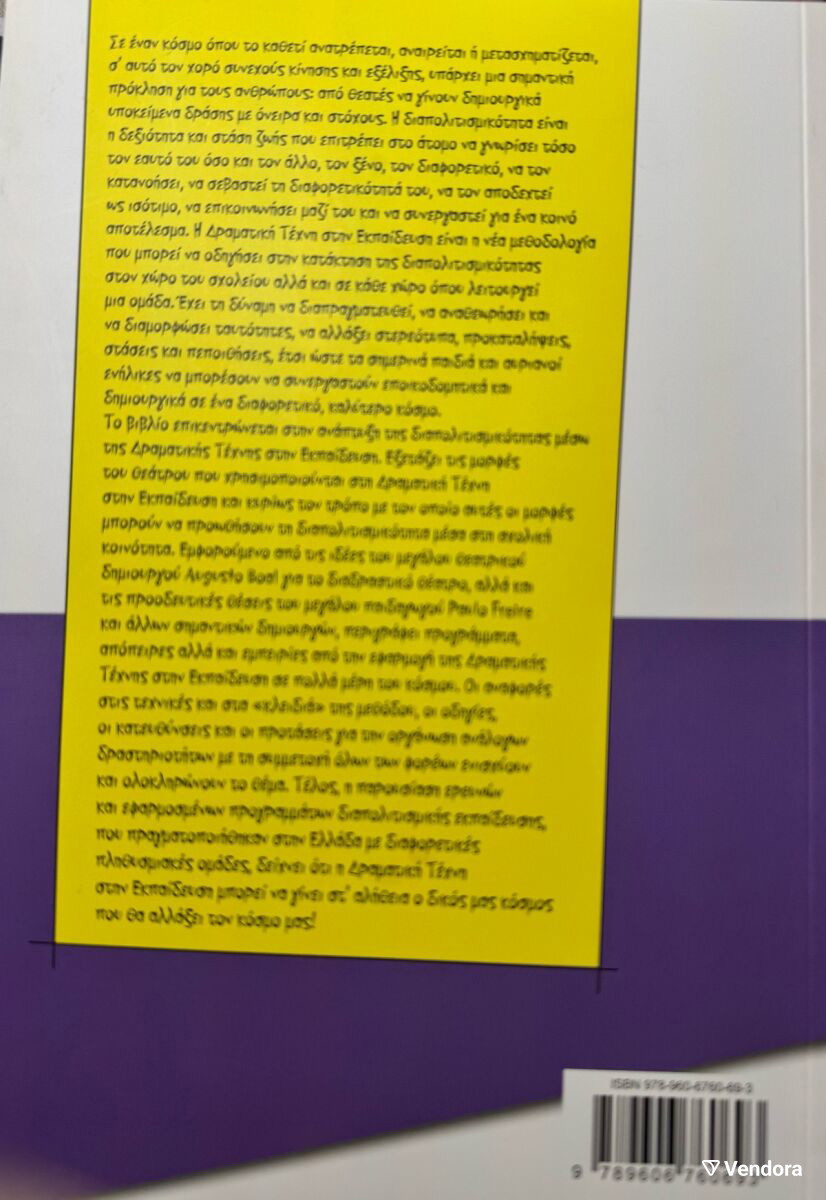 Σε έναν κόσμο όπου το καθετί ανατρέπεται, αναιρείται ή μετασχηματίζεται,
σ' αυτό τον χορό συνεχούς κίνησης και εξέλιξης, υπάρχει μια σημαντική
πρόκληση για τους ανθρώπους: από θεατές να γίνουν δημιουργικά
υποκείμενα δράσης με όνειρα και στόχους. Η διαπολιτισμικότητα είναι
η δεξιότητα και στάση ζωής που επιτρέπει στο άτομο να γνωρίσει τόσο
τον εαυτό του όσο και τον άλλο, τον ξένο, τον διαφορετικό, να τον
κατανοήσει, να σεβαστεί τη διαφορετικότητά του, να τον αποδεχτεί
ως ισότιμο, να επικοινωνήσει μαζί του και να συνεργαστεί για ένα κοινό
αποτέλεσμα. Η Δραματική Τέχνη στην Εκπαίδευση είναι η νέα μεθοδολογία
που μπορεί να οδηγήσει στην κατάκτηση της διαπολιτισμικότητας
στον χώρο του σχολείου αλλά και σε κάθε χώρο όπου λειτουργεί
μια ομάδα. Έχει τη δύναμη να διαπραγματευθεί, να αναθεωρήσει και
να διαμορφώσει ταυτότητες, να αλλάξει στερεότυπα, προκαταλήψεις,
στάσεις και πεποιθήσεις, έτσι ώστε τα σημερινά παιδιά και αυριανοί
ενήλικες να μπορέσουν να συνεργαστούν εποικοδομητικά και
δημιουργικά σε ένα διαφορετικό, καλύτερο κόσμο.
Το βιβλίο επικεντρώνεται στην ανάπτυξη της διαπολιτισμικότητας μέσω
της Δραματικής Τέχνης στην Εκπαίδευση. Εξετάζει τις μορφές
του θεάτρου που χρησιμοποιούνται στη Δραματική Τέχνη
στην Εκπαίδευση και κυρίως τον τρόπο με τον οποίο αυτές οι μορφές
μπορούν να προωθήσουν τη διαπολιτισμικότητα μέσα στη σχολική
κοινότητα. Εμφορούμενο από τις ιδέες του μεγάλου θεατρικού
δημιουργού Augusto Boal για το διαδραστικό θέατρο, αλλά και
τις προοδευτικές θέσεις του μεγάλου παιδαγωγού Paulo Freire
και άλλων σημαντικών δημιουργών, περιγράφει προγράμματα,
απόπειρες αλλά και εμπειρίες από την εφαρμογή της Δραματικής
Τέχνης στην Εκπαίδευση σε πολλά μέρη του κόσμου. Οι αναφορές
στις τεχνικές και στα «κλειδιά» της μεθόδου, οι οδηγίες,
οι κατευθύνσεις και οι προτάσεις για την οργάνωση ανάλογων
δραστηριοτήτων με τη συμμετοχή όλων των φορέων ενισχύουν
και ολοκληρώνουν το θέμα. Τέλος, η παρουσίαση ερευνών
και εφαρμοσμένων προγραμμάτων διαπολιτισμικής εκπαίδευσης,
που πραγματοποιήθηκαν στην Ελλάδα με διαφορετικές
πληθυσμιακές ομάδες, δείχνει ότι η Δραματική Τέχνη
στην Εκπαίδευση μπορεί να γίνει στ' αλήθεια ο δικός μας κόσμος
που θα αλλάξει τον κόσμο μας!
ISBN 978-960-6760-69-3
9 789606 760693
Vendora